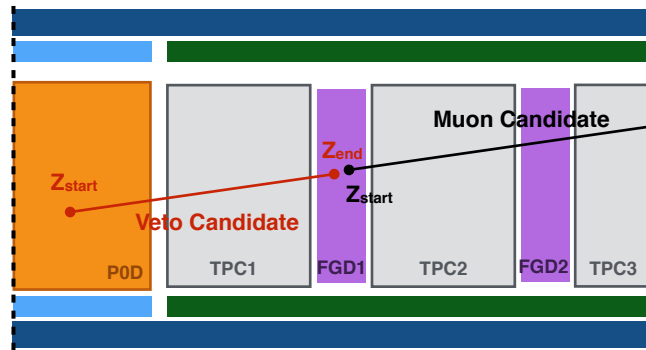 Muon Candidate
Zend
Zstart
Zstart
Veto Candidate
P0D
TPC1
FGD1
TPC2
FGD2
TPC3